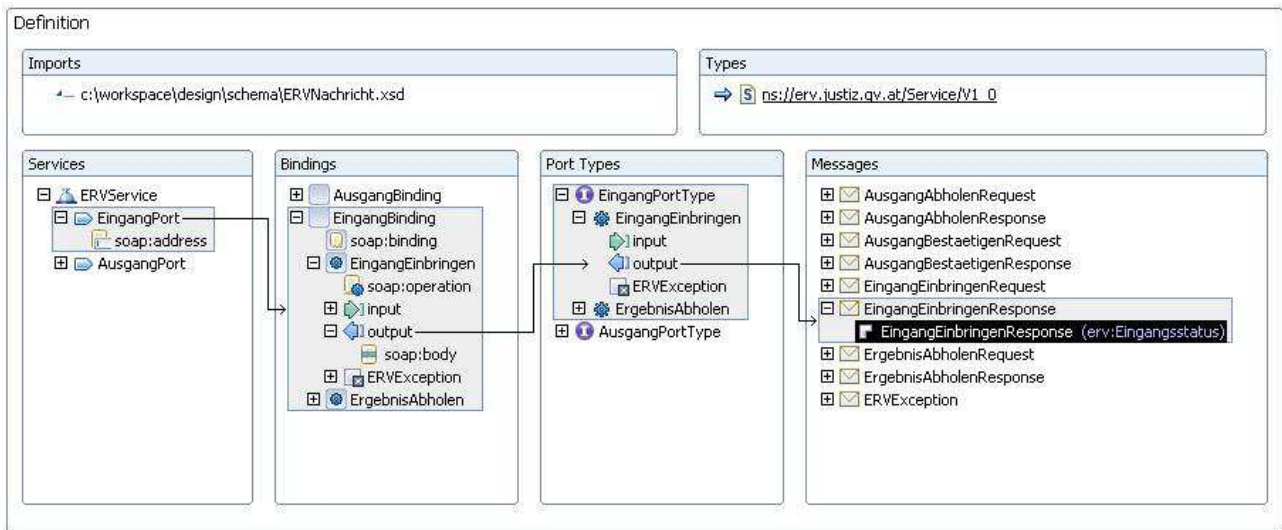 Definition
Imports
c:\workspace\design\schema\ERVNachricht.xsd
Types
S ns://erv.justiz.gv.at/Service/V1_0
Services
ERVService
EingangPort
soap:address
AusgangPort
Bindings
AusgangBinding
EingangBinding
soap:binding
EingangEinbringen
soap:operation
input
output
soap:body
ERVException
ErgebnisAbholen
Port Types
EingangPortType
EingangEinbringen
input
output
ERVException
ErgebnisAbholen
AusgangPortType
Messages
AusgangAbholenRequest
AusgangAbholenResponse
AusgangBestaetigenRequest
AusgangBestaetigenResponse
EingangEinbringenRequest
EingangEinbringenResponse
EingangEinbringenResponse (erv:Eingangsstatus)
ErgebnisAbholenRequest
ErgebnisAbholenResponse
ERVException